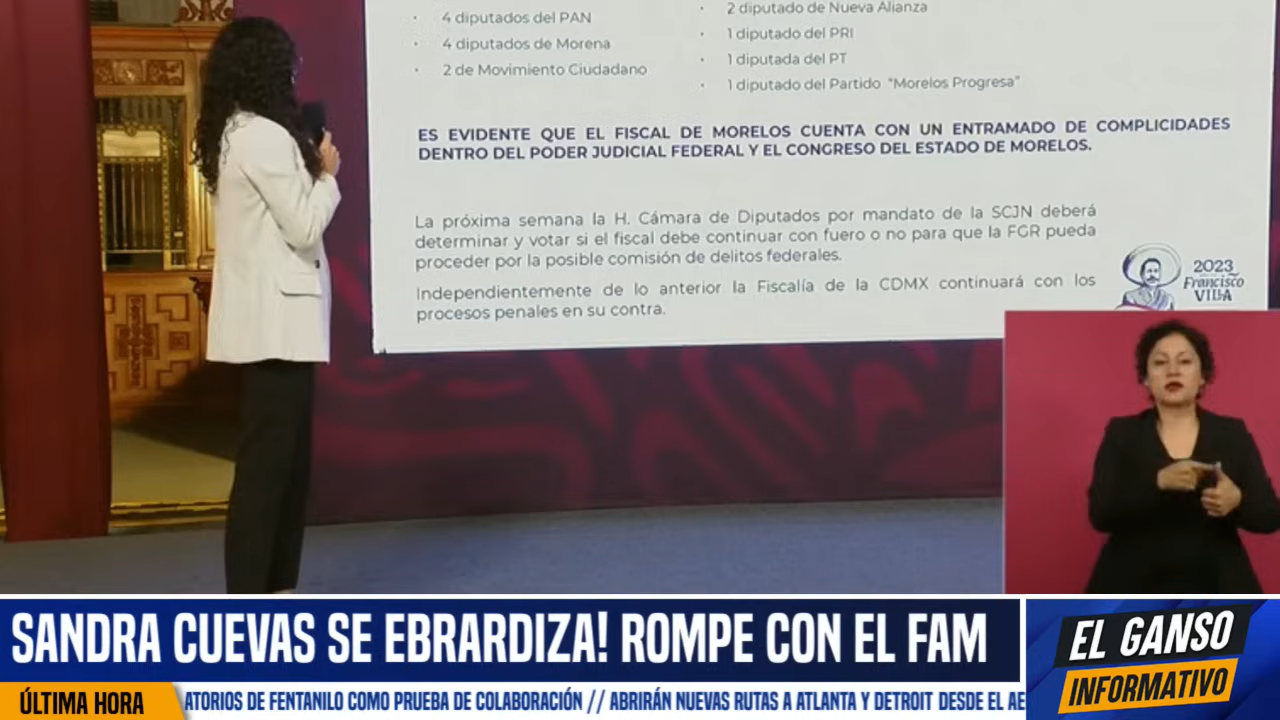 4 diputados del PAN
4 diputados de Morena
2 de Movimiento Ciudadano
2 diputado de Nueva Alianza
1 diputado del PRI
1 diputada del PT
1 diputado del Partido "Morelos Progresa"
ES EVIDENTE QUE EL FISCAL DE MORELOS CUENTA CON UN ENTRAMADO DE COMPLICIDADES
DENTRO DEL PODER JUDICIAL FEDERAL Y EL CONGRESO DEL ESTADO DE MORELOS.
La próxima semana la H. Cámara de Diputados por mandato de la SCJN deberá
determinar y votar si el fiscal debe continuar con fuero o no para que la FGR pueda
proceder por la posible comisión de delitos federales.
Independientemente de lo anterior la Fiscalía de la CDMX continuará con los
procesos penales en su contra.
2023
Francisco
VILLA
SANDRA CUEVAS SE EBRARDIZA! ROMPE CON EL FAM
EL GANSO
INFORMATIVO
ÚLTIMA HORA
ATORIOS DE FENTANILO COMO PRUEBA DE COLABORACIÓN // ABRIRÁN NUEVAS RUTAS A ATLANTA Y DETROIT DESDE EL AE